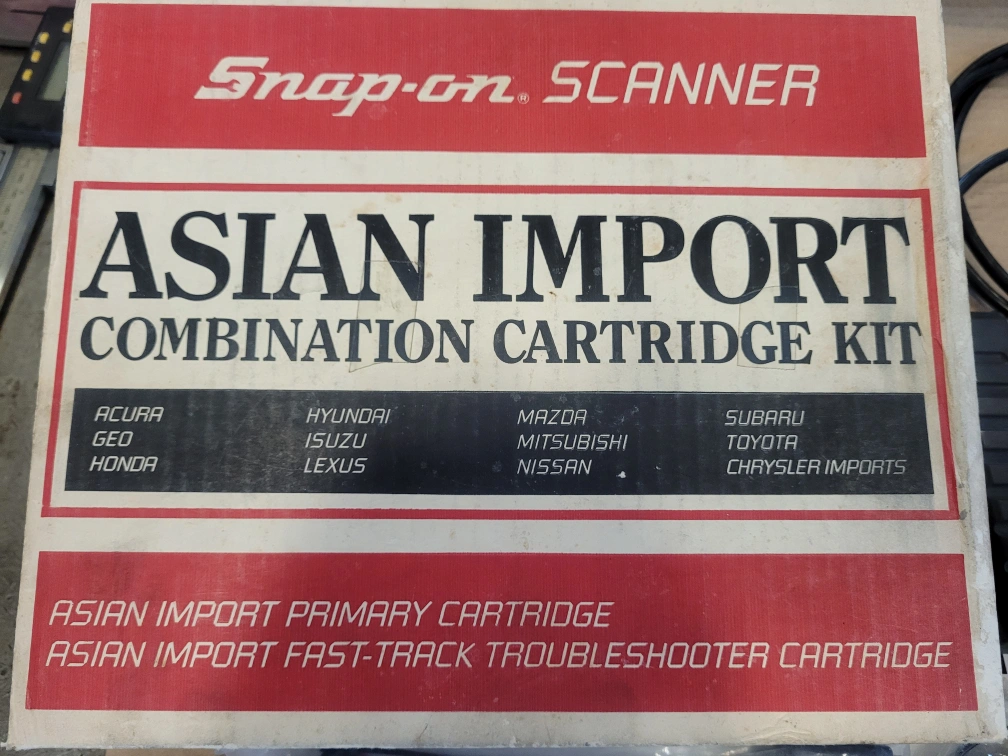 Snap-on® SCANNER
ASIAN IMPORT
COMBINATION CARTRIDGE KIT
ACURA HYUNDAI MAZDA SUBARU
GEO ISUZU MITSUBISHI TOYOTA
HONDA LEXUS NISSAN CHRYSLER IMPORTS
ASIAN IMPORT PRIMARY CARTRIDGE
ASIAN IMPORT FAST-TRACK TROUBLESHOOTER CARTRIDGE